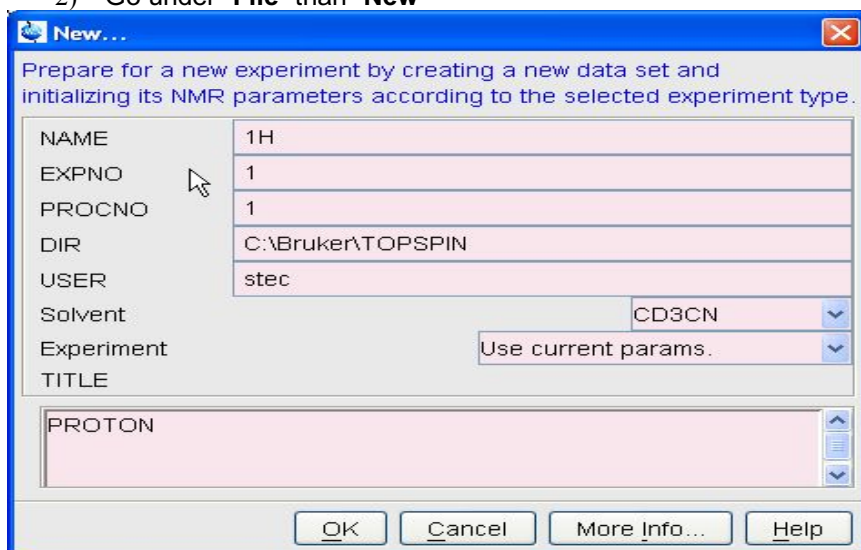 2) Go under "File" than "New"
New...
Prepare for a new experiment by creating a new data set and
initializing its NMR parameters according to the selected experiment type.
NAME 1H
EXPNO 1
PROCNO 1
DIR C:\Bruker\TOPSPIN
USER stec
Solvent CD3CN
Experiment Use current params.
TITLE
PROTON
OK Cancel More Info... Help